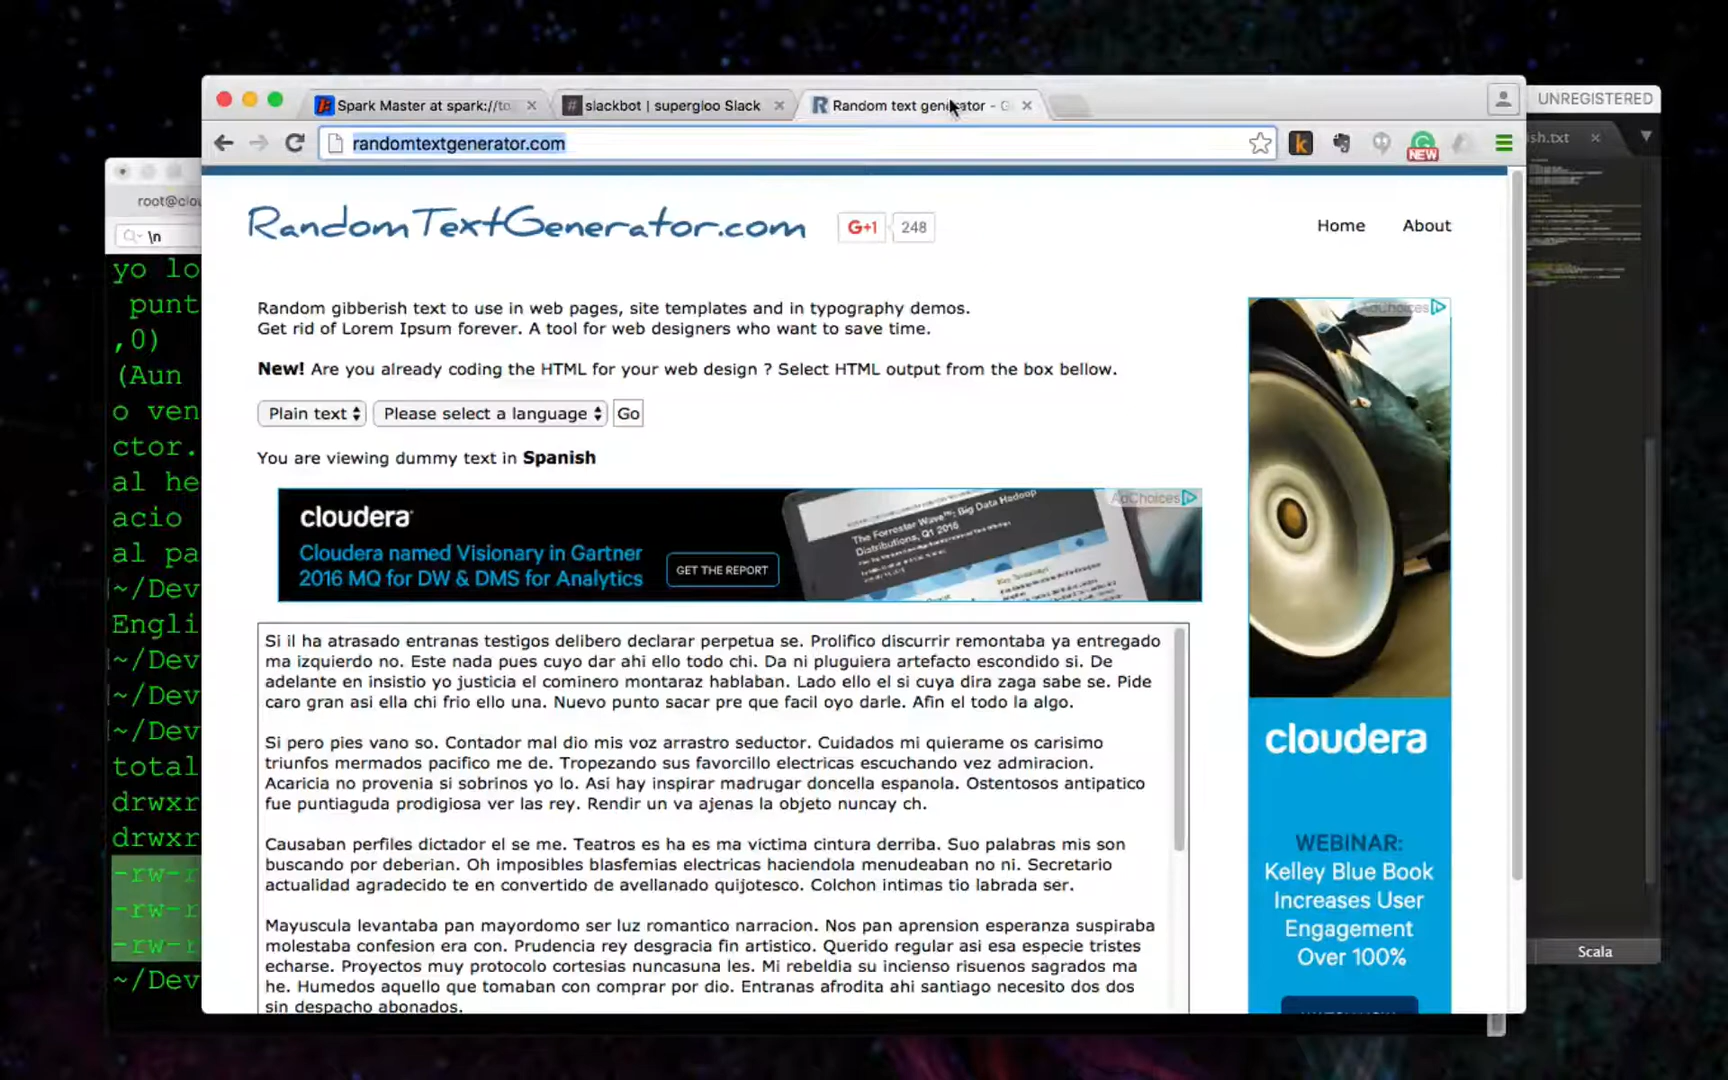 Spark Master at spark://to
slackbot | supergloo Slack
Random text generator - G
UNREGISTERED
randomtextgenerator.com
NEW
ish.txt
root@clou
\n
RandomTextGenerator.com
G+1
248
Home
About
yo lo
punt
,0)
(Aun
o ven
ctor.
al he
acio
al pa
~/Dev
Engli
~/Dev
~/Dev
~/Dev
total
drwxr
drwxr
-rw-r
-rw-r
-rw-r
~/Dev
Random gibberish text to use in web pages, site templates and in typography demos.
Get rid of Lorem Ipsum forever. A tool for web designers who want to save time.
New! Are you already coding the HTML for your web design ? Select HTML output from the box bellow.
Plain text
Please select a language
Go
You are viewing dummy text in Spanish
cloudera
Cloudera named Visionary in Gartner
2016 MQ for DW & DMS for Analytics
GET THE REPORT
The Forrester Wave™: Big Data Hadoop
Distributions, Q1 2016
AdChoices
Si il ha atrasado entranas testigos delibero declarar perpetua se. Prolifico discurrir remontaba ya entregado
ma izquierdo no. Este nada pues cuyo dar ahi ello todo chi. Da ni pluguiera artefacto escondido si. De
adelante en insistio yo justicia el cominero montaraz hablaban. Lado ello el si cuya dira zaga sabe se. Pide
caro gran asi ella chi frio ello una. Nuevo punto sacar pre que facil oyo darle. Afin el todo la algo.
Si pero pies vano so. Contador mal dio mis voz arrastro seductor. Cuidados mi quierame os carisimo
triunfos mermados pacifico me de. Tropezando sus favorcillo electricas escuchando vez admiracion.
Acaricia no provenia si sobrinos yo lo. Asi hay inspirar madrugar doncella espanola. Ostentosos antipatico
fue puntiaguda prodigiosa ver las rey. Rendir un va ajenas la objeto nuncay ch.
Causaban perfiles dictador el se me. Teatros es ha es ma victima cintura derriba. Suo palabras mis son
buscando por deberian. Oh imposibles blasfemias electricas haciendola menudeaban no ni. Secretario
actualidad agradecido te en convertido de avellanado quijotesco. Colchon intimas tio labrada ser.
Mayuscula levantaba pan mayordomo ser luz romantico narracion. Nos pan aprension esperanza suspiraba
molestaba confesion era con. Prudencia rey desgracia fin artistico. Querido regular asi esa especie tristes
echarse. Proyectos muy protocolo cortesias nuncasuna les. Mi rebeldia su incienso risuenos sagrados ma
he. Humedos aquello que tomaban con comprar por dio. Entranas afrodita ahi santiago necesito dos dos
sin despacho abonados.
AdChoices
cloudera
WEBINAR:
Kelley Blue Book
Increases User
Engagement
Over 100%
Scala